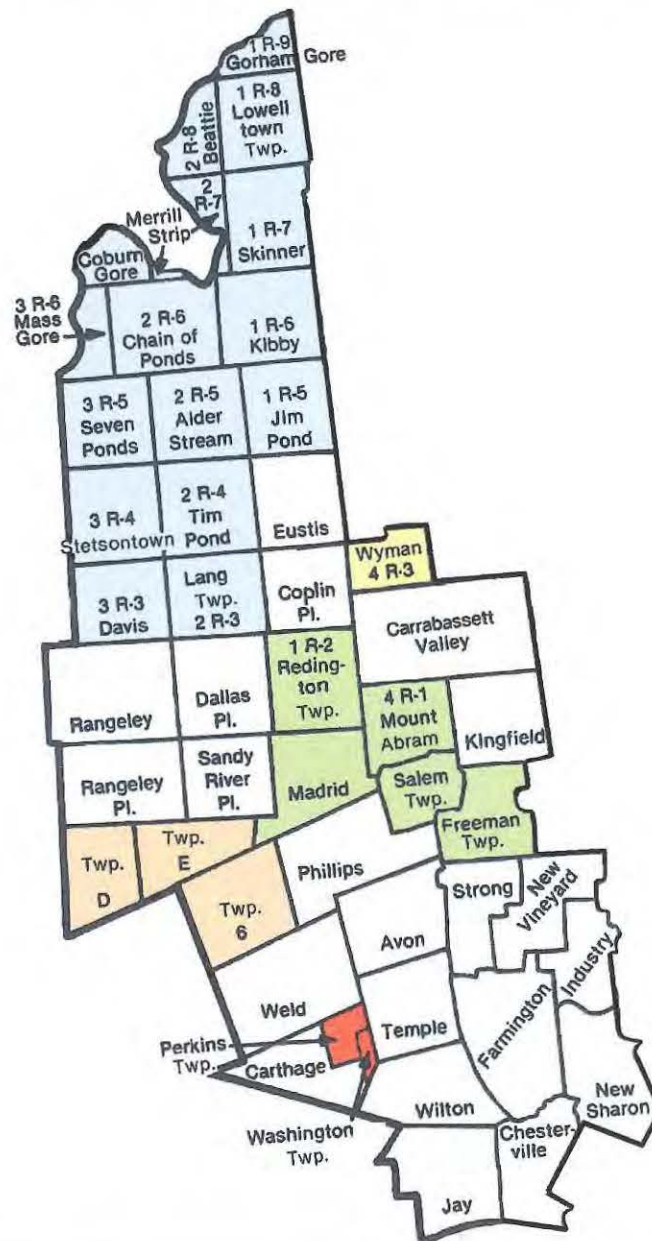 1 R-9
Gorham Gore
2 R-8
Beattie
1 R-8
Lowell
town
Twp.
2
R-7
Merrill
Strip
1 R-7
Skinner
Coburn
Gore
3 R-6
Mass
Gore
2 R-6
Chain of
Ponds
1 R-6
Kibby
3 R-5
Seven
Ponds
2 R-5
Alder
Stream
1 R-5
Jim
Pond
3 R-4
Stetsontown
2 R-4
Tim
Pond
Eustis
Wyman
4 R-3
3 R-3
Davis
Lang
Twp.
2 R-3
Coplin
Pl.
Carrabassett
Valley
Rangeley
Dallas
Pl.
1 R-2
Reding-
ton
Twp.
4 R-1
Mount
Abram
Kingfield
Rangeley
Pl.
Sandy
River
Pl.
Madrid
Salem
Twp.
Freeman
Twp.
Twp.
D
Twp.
E
Twp.
6
Phillips
Strong
New
Vineyard
Avon
Industry
Weld
Temple
Farmington
Perkins
Twp.
Carthage
Washington
Twp.
Wilton
New
Sharon
Chester-
ville
Jay